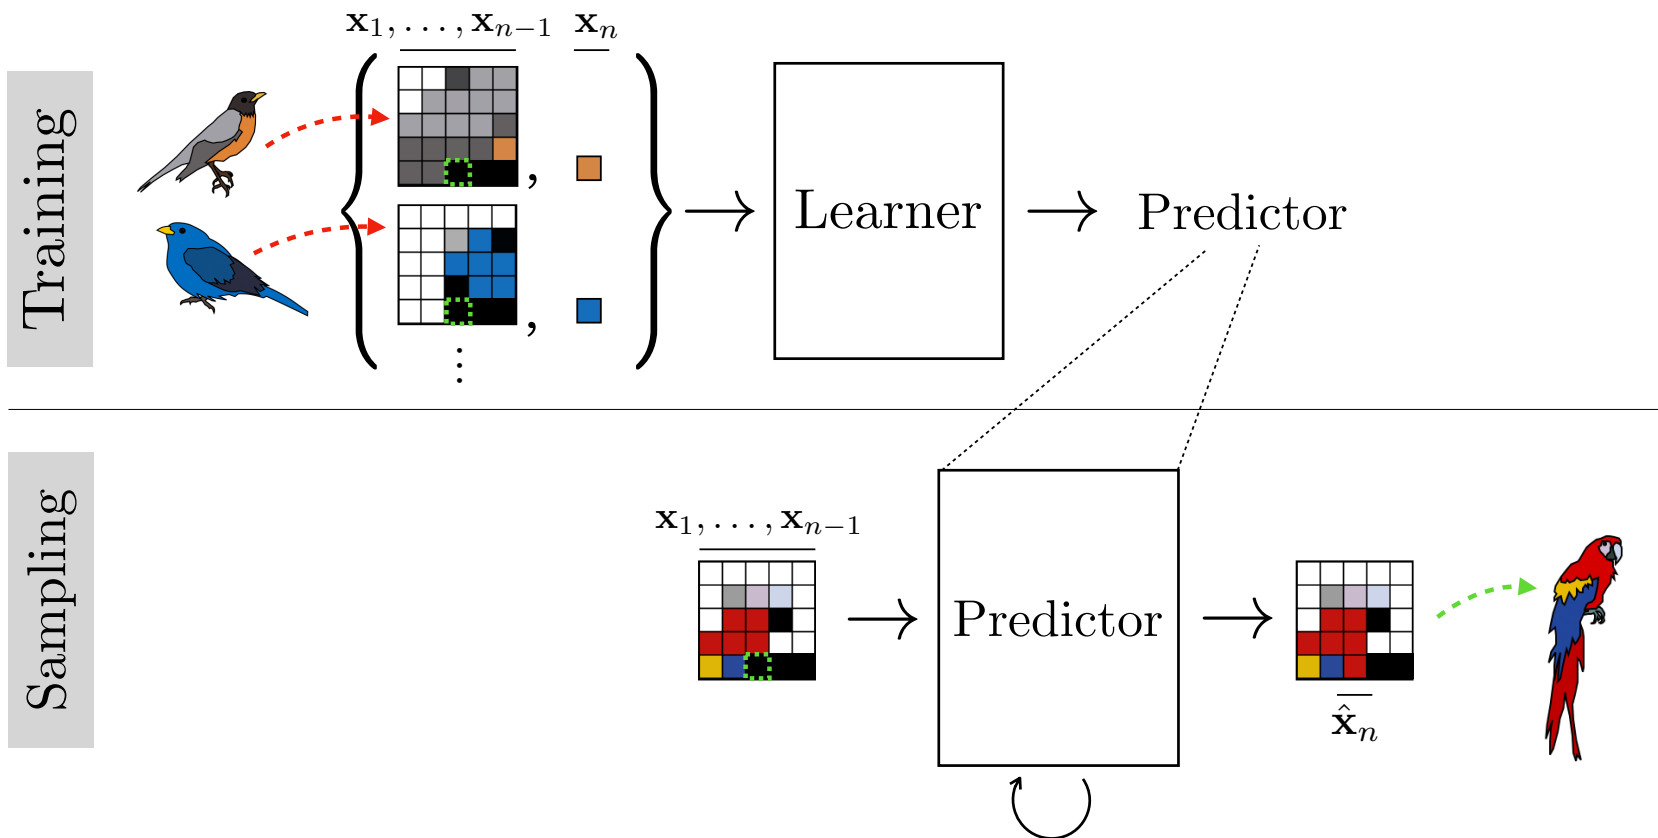 Training
x₁, …, xₙ₋₁
xₙ
,
,
⋮
Learner
Predictor
Sampling
x₁, …, xₙ₋₁
Predictor
x̂ₙ